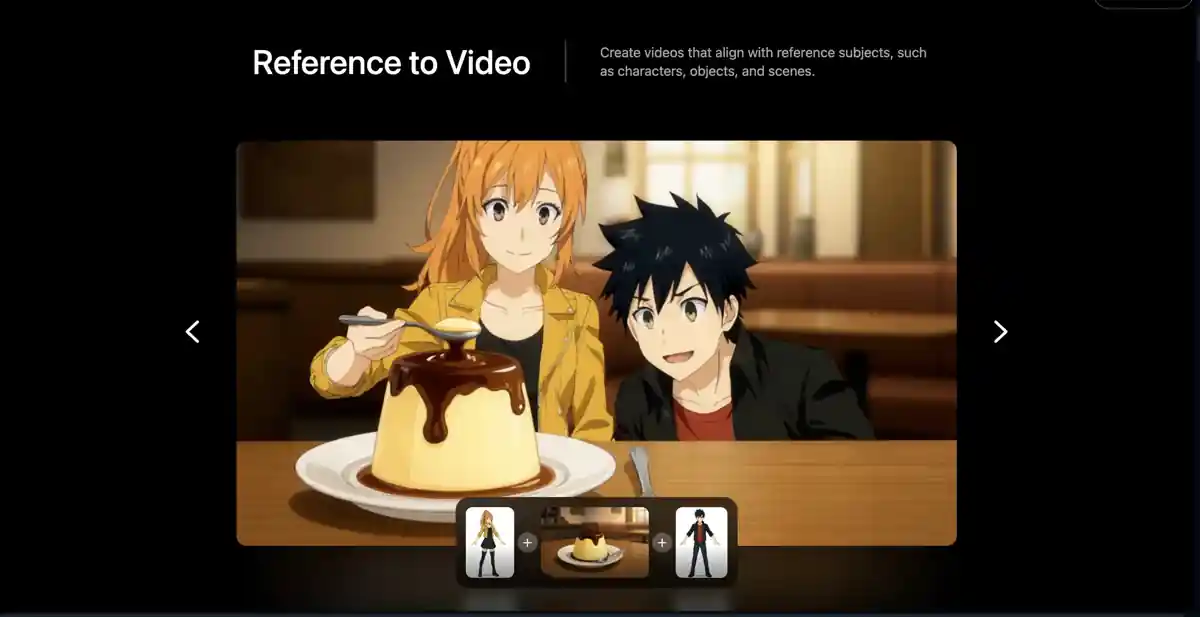 Reference to Video
Create videos that align with reference subjects, such
as characters, objects, and scenes.